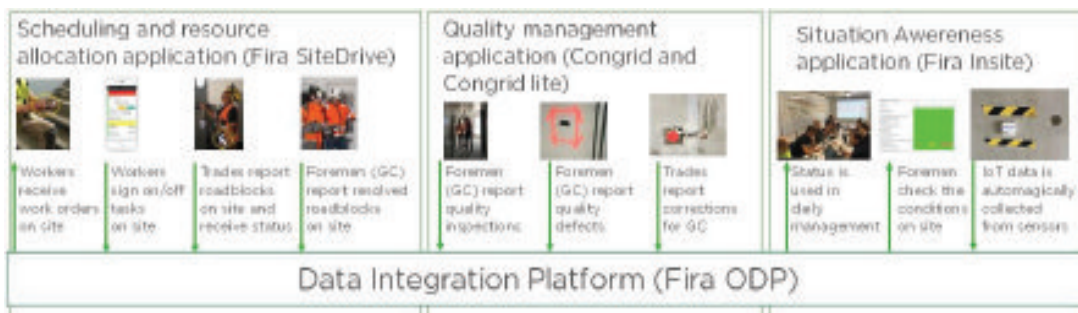 Scheduling and resource
allocation application (Fira SiteDrive)
Workers
receive
work orders
on site
Workers
sign on/off
tasks
on site
Trades report
roadblocks
on site and
receive status
Foremen (GC)
report resolved
roadblocks
on site
Quality management
application (Congrid and
Congrid lite)
Foremen
(GC) report
quality
inspections
Foremen
(GC) report
quality
defects.
Trades
report
corrections
for GC
Situation Awereness
application (Fira Insite)
Status is
used in
daily
management
Foremen
check the
conditions
on site
IoT data is
automagically
collected
from sensors
Data Integration Platform (Fira ODP)